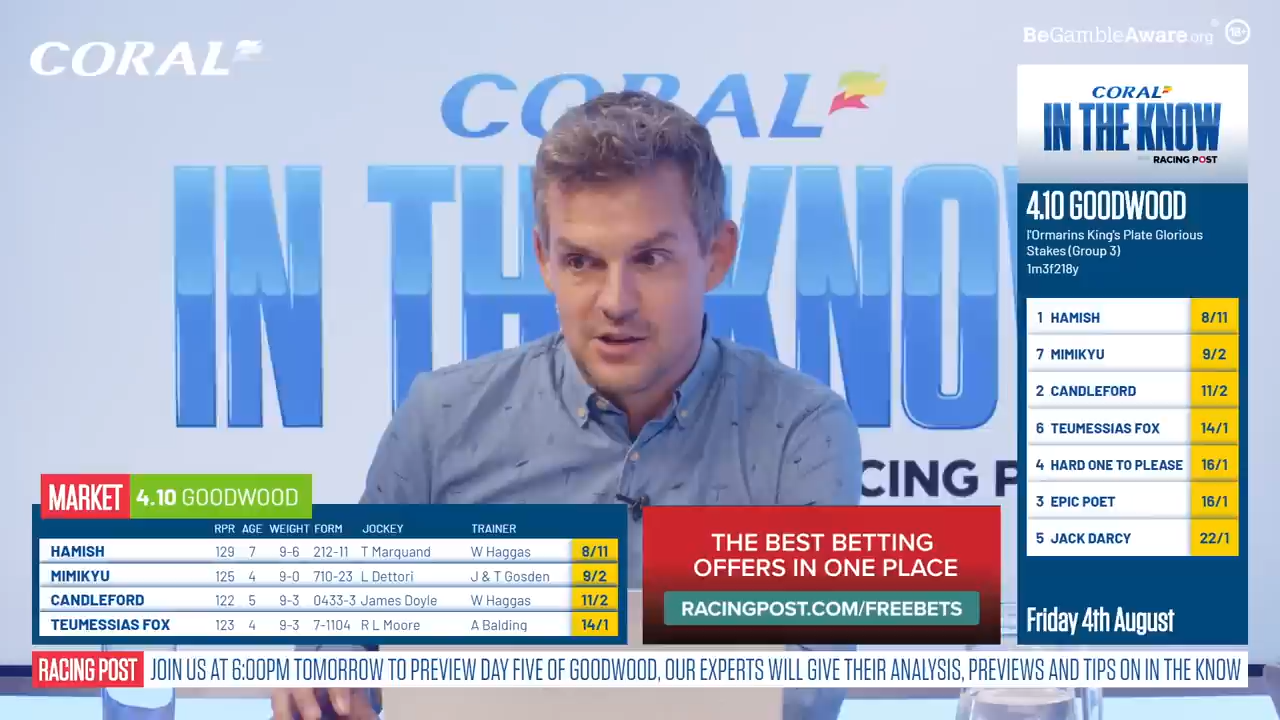 CORAL
BeGambleAware.org 18+
CORAL
IN THE KNOW
CING P
CORAL
IN THE KNOW
RACING POST
4.10 GOODWOOD
l'Ormarins King's Plate Glorious
Stakes (Group 3)
1m3f218y
1 HAMISH 8/11
7 MIMIKYU 9/2
2 CANDLEFORD 11/2
6 TEUMESSIAS FOX 14/1
4 HARD ONE TO PLEASE 16/1
3 EPIC POET 16/1
5 JACK DARCY 22/1
Friday 4th August
MARKET 4.10 GOODWOOD
RPR AGE WEIGHT FORM JOCKEY TRAINER
HAMISH 129 7 9-6 212-11 T Marquand W Haggas 8/11
MIMIKYU 125 4 9-0 710-23 L Dettori J & T Gosden 9/2
CANDLEFORD 122 5 9-3 0433-3 James Doyle W Haggas 11/2
TEUMESSIAS FOX 123 4 9-3 7-1104 R L Moore A Balding 14/1
THE BEST BETTING
OFFERS IN ONE PLACE
RACINGPOST.COM/FREEBETS
RACING POST JOIN US AT 6:00PM TOMORROW TO PREVIEW DAY FIVE OF GOODWOOD, OUR EXPERTS WILL GIVE THEIR ANALYSIS, PREVIEWS AND TIPS ON IN THE KNOW